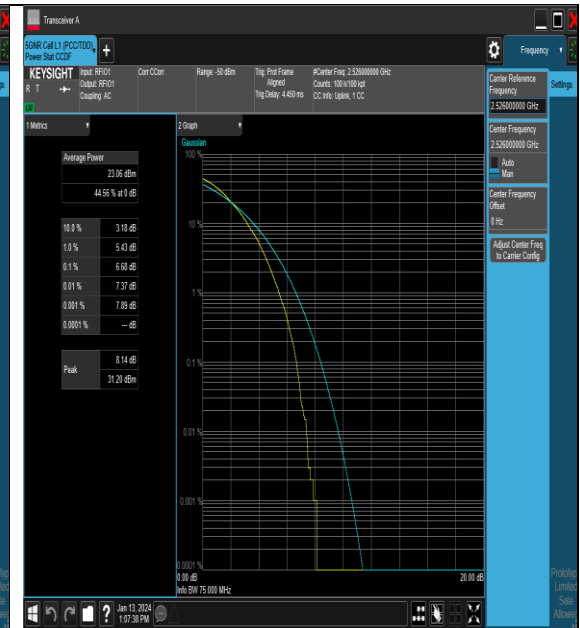 Transceiver A
5GNR Cell L1 (PCC/TDD),
Power Stat CCDF
Frequency
KEYSIGHT
R T
Input: RFIO1
Output: RFIO1
Coupling: AC
Corr CCorr
Range: -50 dBm
Trig: Prot Frame
Aligned
Trig Delay: 4.450 ms
#Center Freq: 2.526000000 GHz
Counts: 100 k/100 kpt
CC Info: Uplink, 1 CC
1 Metrics
Average Power
23.06 dBm
44.56 % at 0 dB
10.0 % 3.18 dB
1.0 % 5.43 dB
0.1 % 6.68 dB
0.01 % 7.37 dB
0.001 % 7.89 dB
0.0001 % --- dB
Peak
8.14 dB
31.20 dBm
2 Graph
Gaussian
100 %
10 %
1 %
0.1 %
0.01 %
0.001 %
0.0001 %
0.00 dB
20.00 dB
Info BW 75.000 MHz
Carrier Reference
Frequency
2.526000000 GHz
Center Frequency
2.526000000 GHz
Auto
Man
Center Frequency
Offset
0 Hz
Adjust Center Freq
to Carrier Config
Settings
Jan 13, 2024
1:07:38 PM